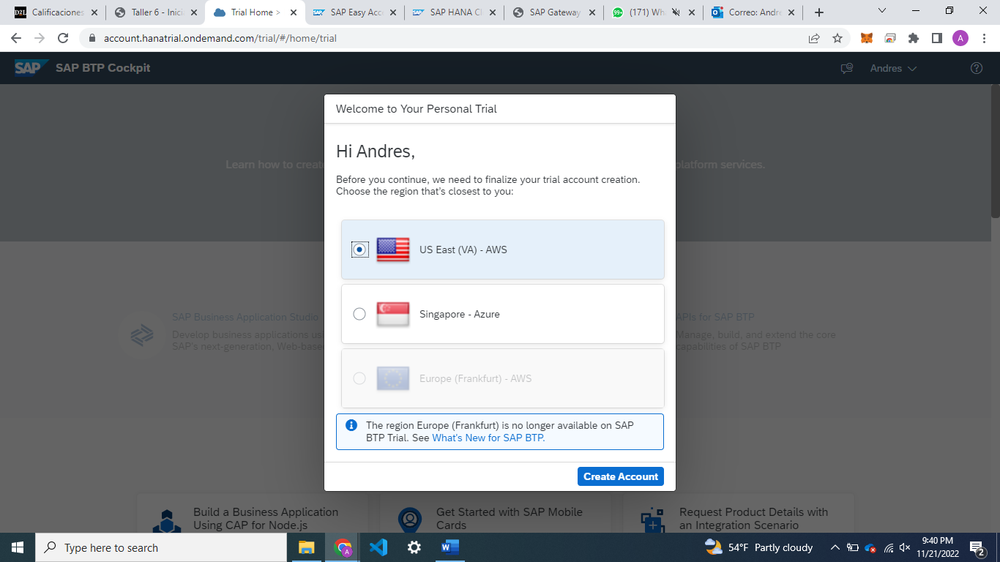 D2L Calificaciones
Taller 6 - Inici
Trial Home >
SAP Easy Acc
SAP HANA C
SAP Gateway
99+ (171) Wh
Correo: Andre
account.hanatrial.ondemand.com/trial/#/home/trial
A
SAP SAP BTP Cockpit
Andres
Welcome to Your Personal Trial
Hi Andres,
Learn how to create
platform services.
Before you continue, we need to finalize your trial account creation.
Choose the region that's closest to you:
US East (VA) - AWS
Singapore - Azure
SAP Business Application Studio
Develop business applications us
SAP's next-generation, Web-base
APIs for SAP BTP
Manage, build, and extend the core
capabilities of SAP BTP
Europe (Frankfurt) - AWS
The region Europe (Frankfurt) is no longer available on SAP
BTP Trial. See What's New for SAP BTP.
Create Account
Build a Business Application
Using CAP for Node.js
Get Started with SAP Mobile
Cards
Request Product Details with
an Integration Scenario
Type here to search
A
54°F Partly cloudy
9:40 PM
11/21/2022
2